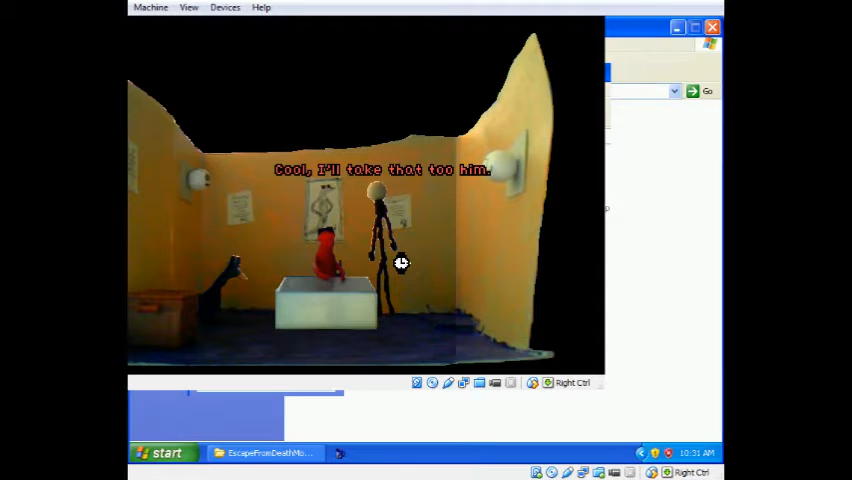 Machine View Devices Help
Go
Cool, I'll take that too him.
Right Ctrl
start
EscapeFromDeathMo...
10:31 AM
Right Ctrl